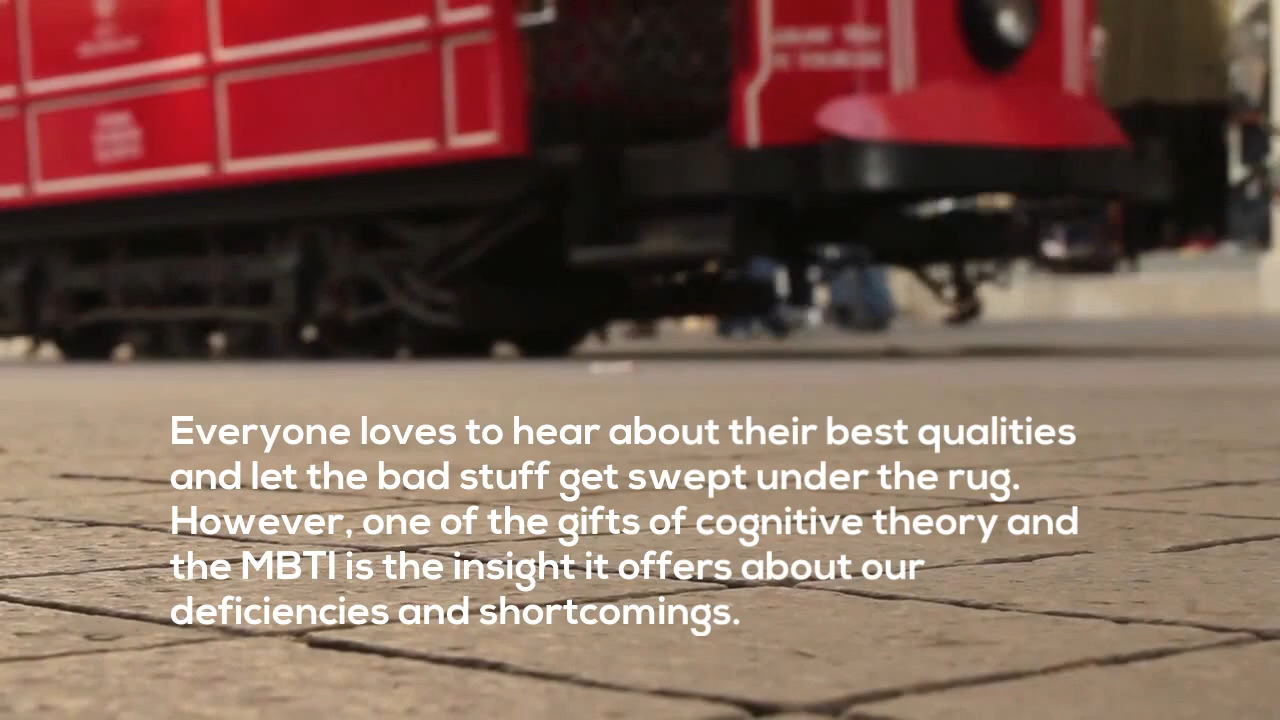 Everyone loves to hear about their best qualities
and let the bad stuff get swept under the rug.
However, one of the gifts of cognitive theory and
the MBTI is the insight it offers about our
deficiencies and shortcomings.